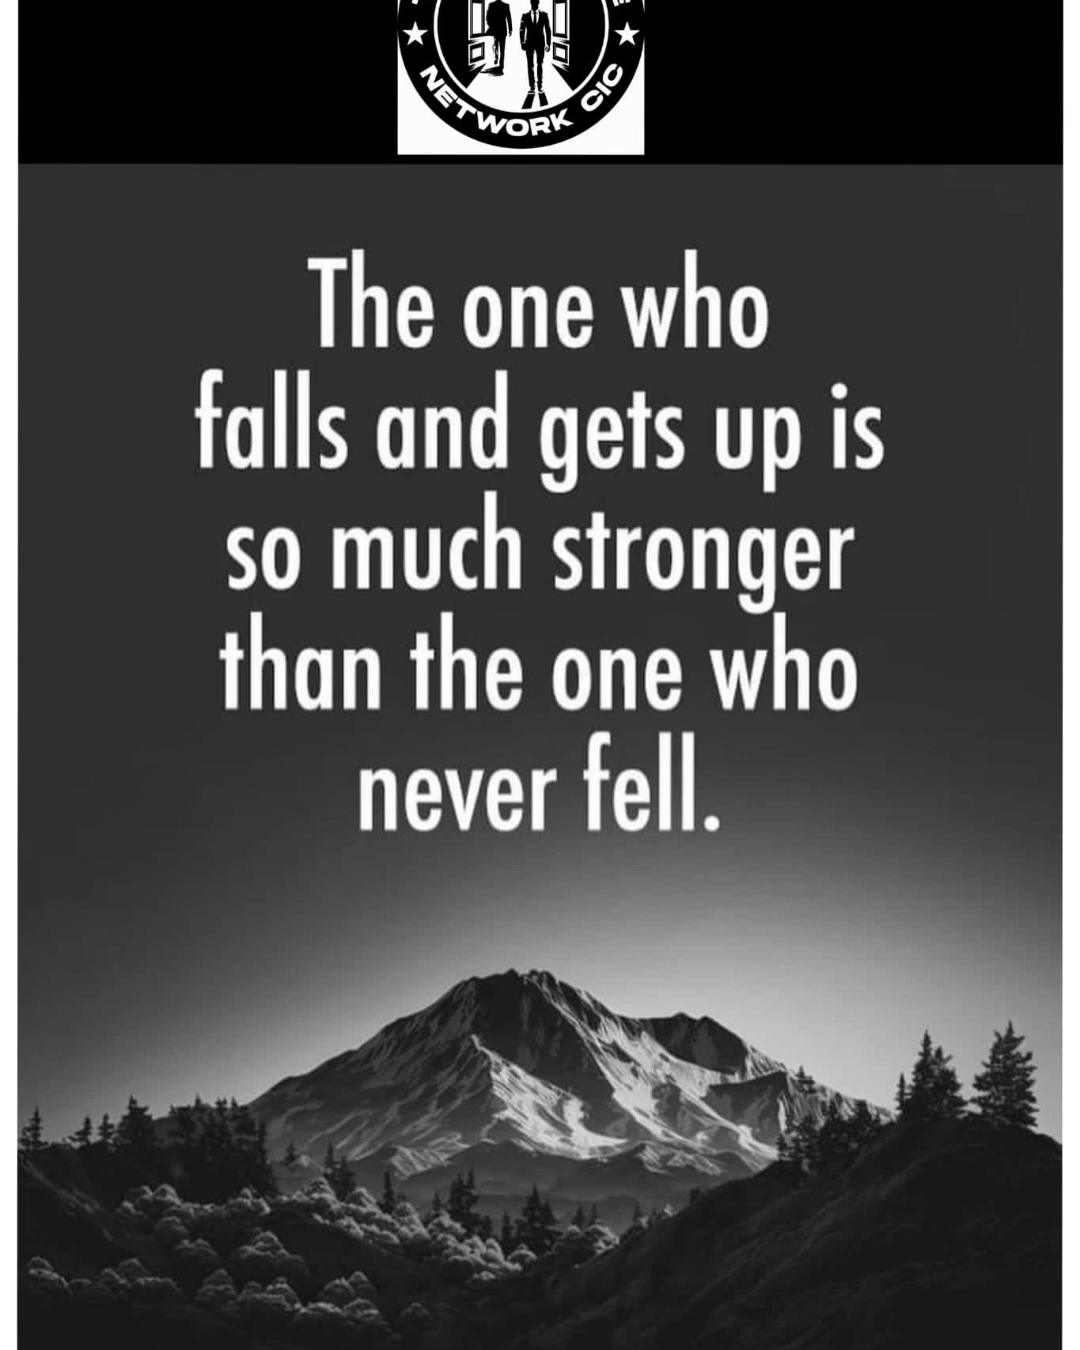 NETWORK CIC
The one who
falls and gets up is
so much stronger
than the one who
never fell.